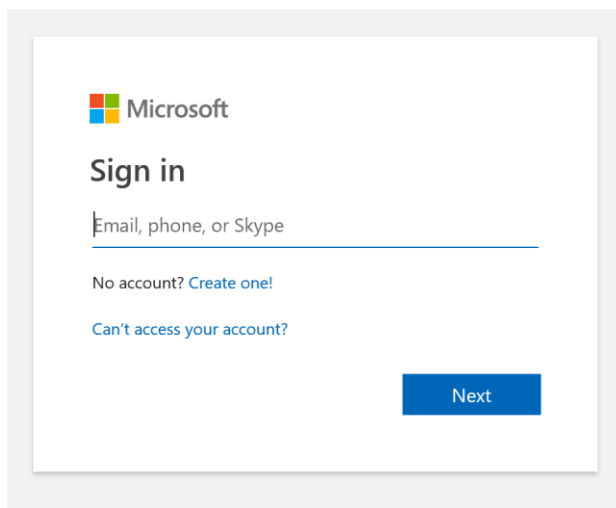 Microsoft
Sign in
Email, phone, or Skype
No account? Create one!
Can't access your account?
Next